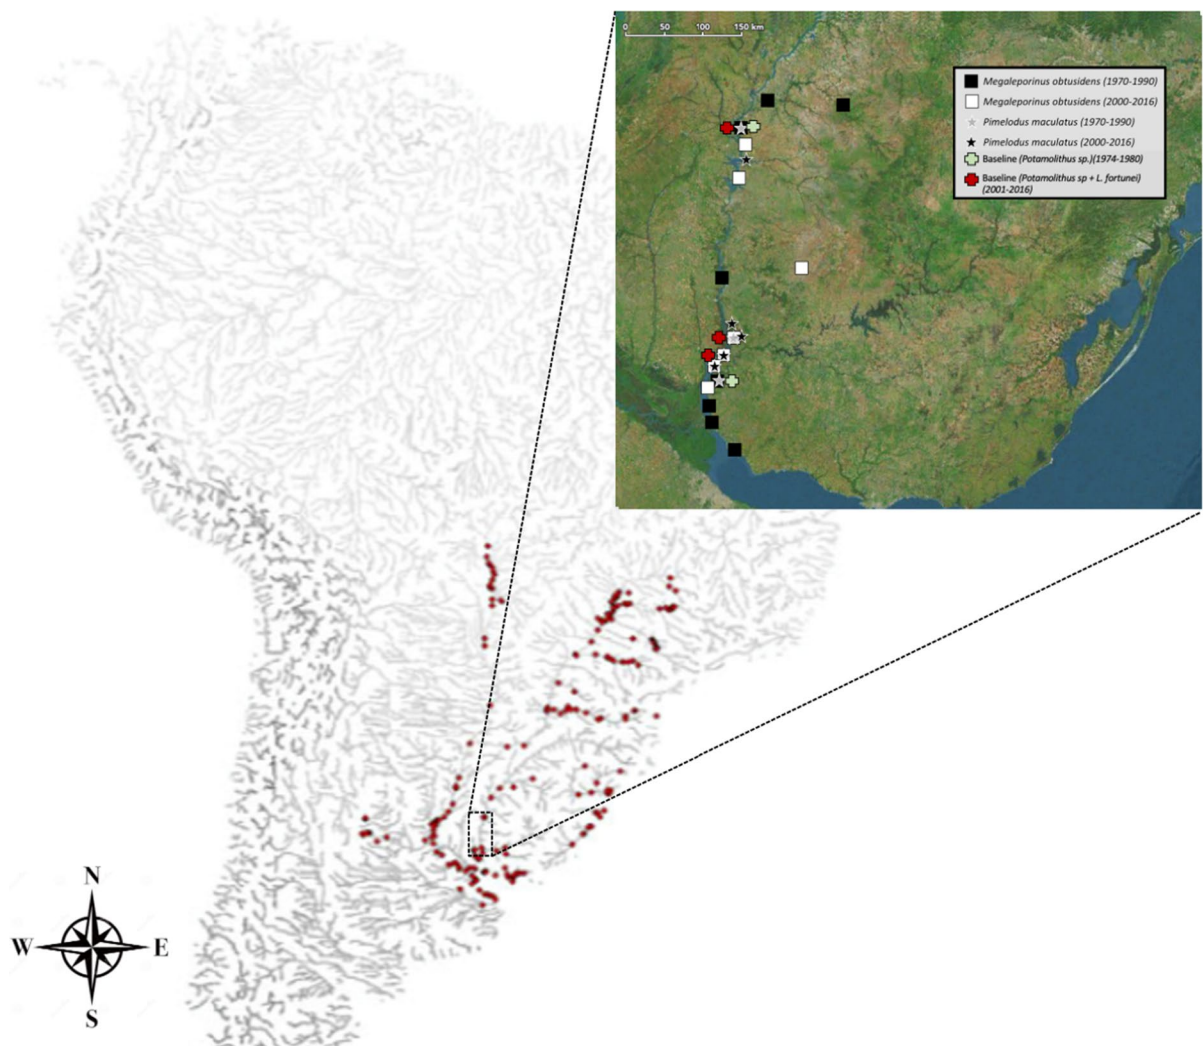 0 50 100 150 km
Megaleporinus obtusidens (1970-1990)
Megaleporinus obtusidens (2000-2016)
Pimelodus maculatus (1970-1990)
Pimelodus maculatus (2000-2016)
Baseline (Potamolithus sp.)(1974-1980)
Baseline (Potamolithus sp + L. fortunei)
(2001-2016)
N
W E
S